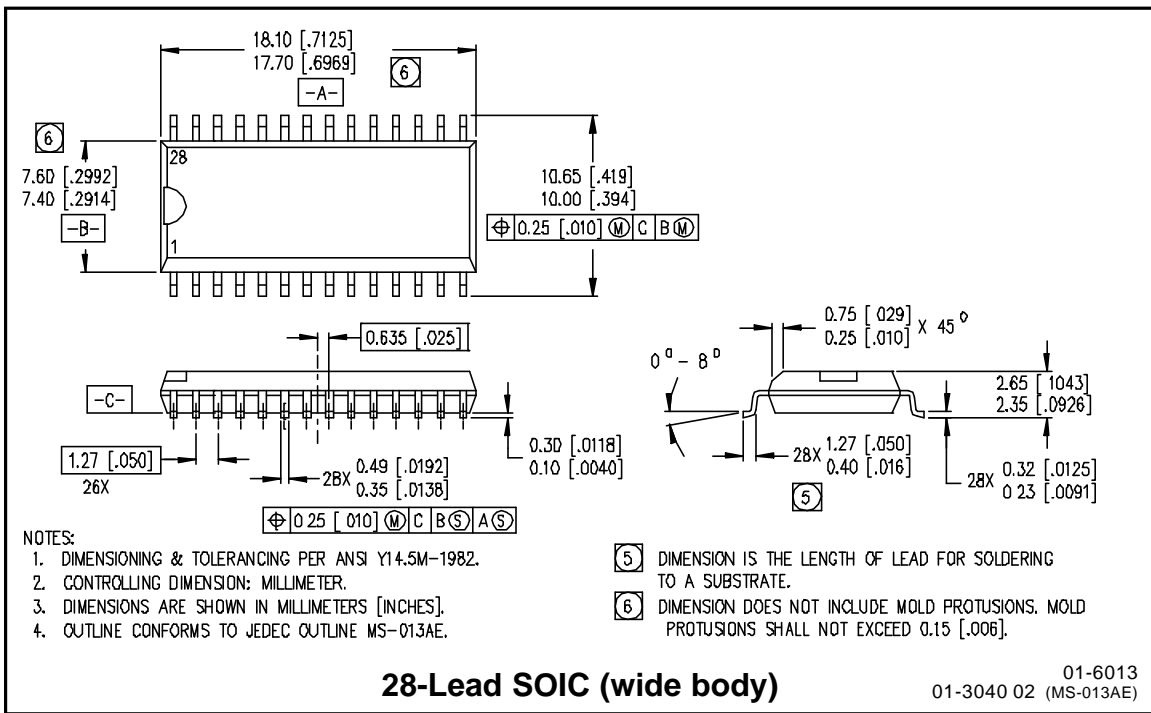 18.10 [.7125]
17.70 [.6969]
6
-A-
6
28
7.60 [.2992]
7.40 [.2914]
-B-
1
10.65 [.419]
10.00 [.394]
⌖ 0.25 [.010] Ⓜ C B Ⓜ
0.635 [.025]
0.75 [ 029]
0.25 [.010] X 45°
0° - 8°
-C-
2.65 [ 1043]
2.35 [.0926]
1.27 [.050]
26X
28X 0.49 [.0192]
0.35 [.0138]
0.30 [.0118]
0.10 [.0040]
28X 1.27 [.050]
0.40 [.016]
5
28X 0.32 [.0125]
0 23 [.0091]
⌖ 0 25 [ 010] Ⓜ C B Ⓢ A Ⓢ
NOTES:
1. DIMENSIONING & TOLERANCING PER ANSI Y14.5M-1982.
2. CONTROLLING DIMENSION: MILLIMETER.
3. DIMENSIONS ARE SHOWN IN MILLIMETERS [INCHES].
4. OUTLINE CONFORMS TO JEDEC OUTLINE MS-013AE.
5 DIMENSION IS THE LENGTH OF LEAD FOR SOLDERING
TO A SUBSTRATE.
6 DIMENSION DOES NOT INCLUDE MOLD PROTUSIONS. MOLD
PROTUSIONS SHALL NOT EXCEED 0.15 [.006].
28-Lead SOIC (wide body)
01-6013
01-3040 02 (MS-013AE)